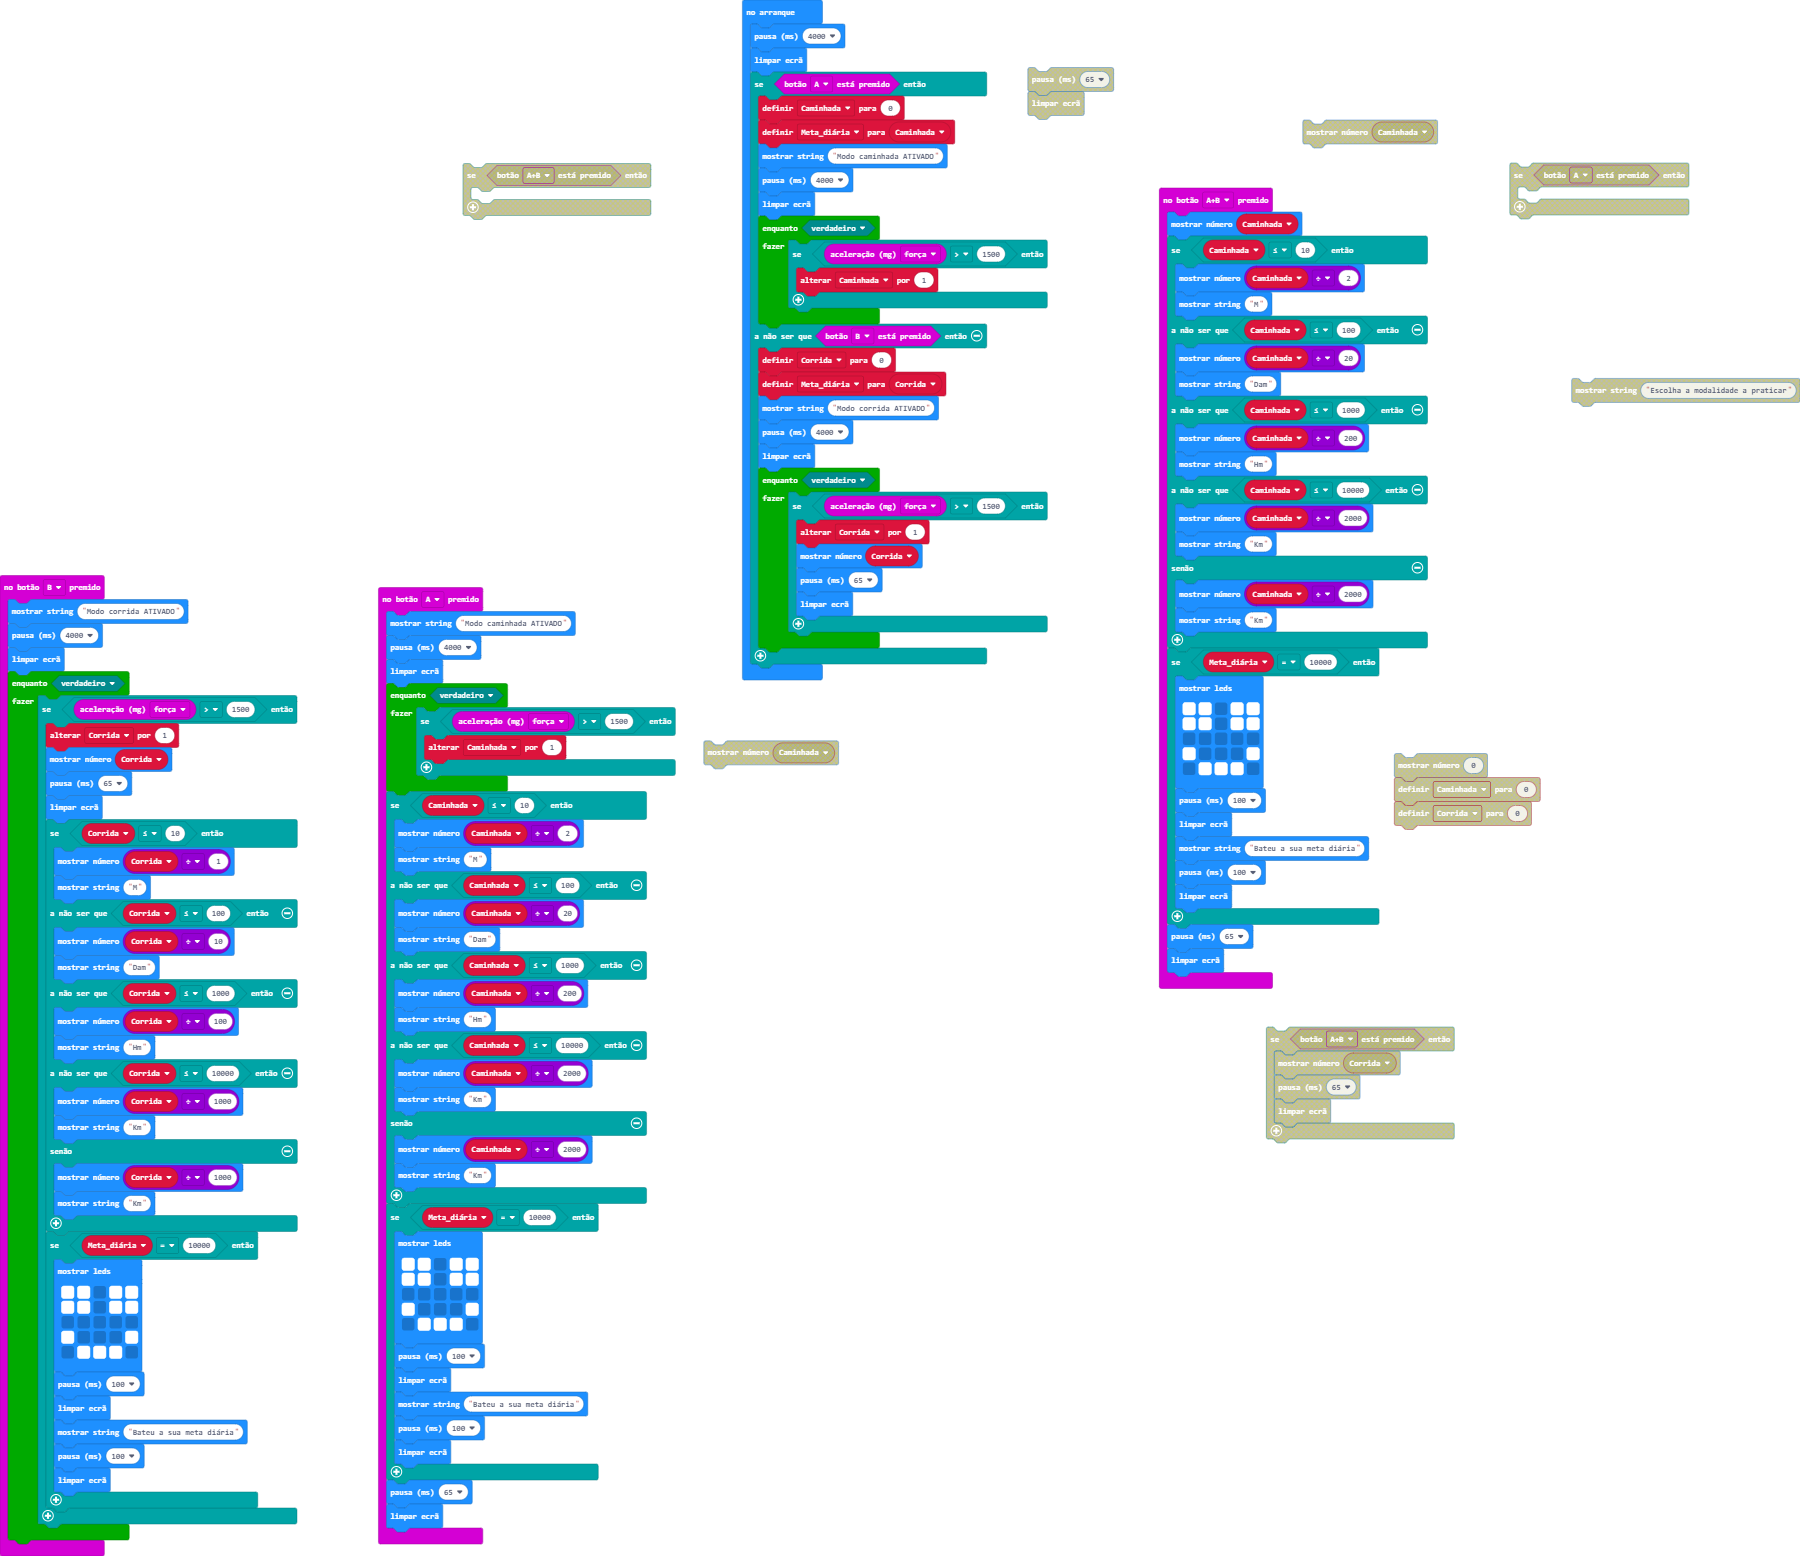 no arranque
pausa (ms) 4000
limpar ecrã
se botão A está premido então
definir Caminhada para 0
definir Meta_diária para Caminhada
mostrar string "Modo caminhada ATIVADO"
pausa (ms) 4000
limpar ecrã
enquanto verdadeiro
fazer se aceleração (mg) força > 1500 então
alterar Caminhada por 1
a não ser que botão B está premido então
definir Corrida para 0
definir Meta_diária para Corrida
mostrar string "Modo corrida ATIVADO"
pausa (ms) 4000
limpar ecrã
enquanto verdadeiro
fazer se aceleração (mg) força > 1500 então
alterar Corrida por 1
mostrar número Corrida
pausa (ms) 65
limpar ecrã
pausa (ms) 65
limpar ecrã
mostrar número Caminhada
se botão A+B está premido então
se botão A está premido então
mostrar string "Escolha a modalidade a praticar"
no botão A+B premido
mostrar número Caminhada
se Caminhada ≤ 10 então
mostrar número Caminhada ÷ 2
mostrar string "M"
a não ser que Caminhada ≤ 100 então
mostrar número Caminhada ÷ 20
mostrar string "Dam"
a não ser que Caminhada ≤ 1000 então
mostrar número Caminhada ÷ 200
mostrar string "Hm"
a não ser que Caminhada ≤ 10000 então
mostrar número Caminhada ÷ 2000
mostrar string "Km"
senão
mostrar número Caminhada ÷ 2000
mostrar string "Km"
se Meta_diária = 10000 então
mostrar leds
pausa (ms) 100
limpar ecrã
mostrar string "Bateu a sua meta diária"
pausa (ms) 100
limpar ecrã
pausa (ms) 65
limpar ecrã
no botão B premido
mostrar string "Modo corrida ATIVADO"
pausa (ms) 4000
limpar ecrã
enquanto verdadeiro
fazer se aceleração (mg) força > 1500 então
alterar Corrida por 1
mostrar número Corrida
pausa (ms) 65
limpar ecrã
se Corrida ≤ 10 então
mostrar número Corrida ÷ 1
mostrar string "M"
a não ser que Corrida ≤ 100 então
mostrar número Corrida ÷ 10
mostrar string "Dam"
a não ser que Corrida ≤ 1000 então
mostrar número Corrida ÷ 100
mostrar string "Hm"
a não ser que Corrida ≤ 10000 então
mostrar número Corrida ÷ 1000
mostrar string "Km"
senão
mostrar número Corrida ÷ 1000
mostrar string "Km"
se Meta_diária = 10000 então
mostrar leds
pausa (ms) 100
limpar ecrã
mostrar string "Bateu a sua meta diária"
pausa (ms) 100
limpar ecrã
no botão A premido
mostrar string "Modo caminhada ATIVADO"
pausa (ms) 4000
limpar ecrã
enquanto verdadeiro
fazer se aceleração (mg) força > 1500 então
alterar Caminhada por 1
se Caminhada ≤ 10 então
mostrar número Caminhada ÷ 2
mostrar string "M"
a não ser que Caminhada ≤ 100 então
mostrar número Caminhada ÷ 20
mostrar string "Dam"
a não ser que Caminhada ≤ 1000 então
mostrar número Caminhada ÷ 200
mostrar string "Hm"
a não ser que Caminhada ≤ 10000 então
mostrar número Caminhada ÷ 2000
mostrar string "Km"
senão
mostrar número Caminhada ÷ 2000
mostrar string "Km"
se Meta_diária = 10000 então
mostrar leds
pausa (ms) 100
limpar ecrã
mostrar string "Bateu a sua meta diária"
pausa (ms) 100
limpar ecrã
pausa (ms) 65
limpar ecrã
mostrar número Caminhada
mostrar número 0
definir Caminhada para 0
definir Corrida para 0
se botão A+B está premido então
mostrar número Corrida
pausa (ms) 65
limpar ecrã